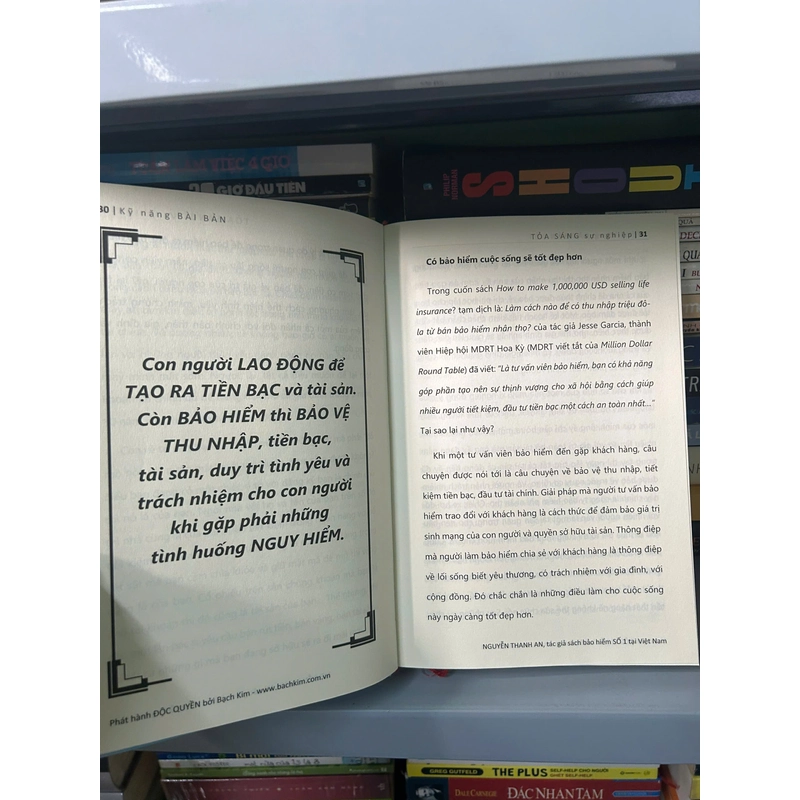 GIỜ ĐẦU TIÊN
PHILIP NORMAN
SHOUT
30 | Kỹ năng BÀI BẢN
Con người LAO ĐỘNG để
TẠO RA TIỀN BẠC và tài sản.
Còn BẢO HIỂM thì BẢO VỆ
THU NHẬP, tiền bạc,
tài sản, duy trì tình yêu và
trách nhiệm cho con người
khi gặp phải những
tình huống NGUY HIỂM.
Phát hành ĐỘC QUYỀN bởi Bạch Kim - www.bachkim.com.vn
TỎA SÁNG sự nghiệp | 31
Có bảo hiểm cuộc sống sẽ tốt đẹp hơn
Trong cuốn sách How to make 1,000,000 USD selling life
insurance? tạm dịch là: Làm cách nào để có thu nhập triệu đô-
la từ bán bảo hiểm nhân thọ? của tác giả Jesse Garcia, thành
viên Hiệp hội MDRT Hoa Kỳ (MDRT viết tắt của Million Dollar
Round Table) đã viết: "Là tư vấn viên bảo hiểm, bạn có khả năng
góp phần tạo nên sự thịnh vượng cho xã hội bằng cách giúp
nhiều người tiết kiệm, đầu tư tiền bạc một cách an toàn nhất..."
Tại sao lại như vậy?
Khi một tư vấn viên bảo hiểm đến gặp khách hàng, câu
chuyện được nói tới là câu chuyện về bảo vệ thu nhập, tiết
kiệm tiền bạc, đầu tư tài chính. Giải pháp mà người tư vấn bảo
hiểm trao đổi với khách hàng là cách thức để đảm bảo giá trị
sinh mạng của con người và quyền sở hữu tài sản. Thông điệp
mà người làm bảo hiểm chia sẻ với khách hàng là thông điệp
về lối sống biết yêu thương, có trách nhiệm với gia đình, với
cộng đồng. Đó chắc chắn là những điều làm cho cuộc sống
này ngày càng tốt đẹp hơn.
NGUYỄN THANH AN, tác giả sách bảo hiểm SỐ 1 tại Việt Nam
GREG GUTFELD THE PLUS SELF-HELP CHO NGƯỜI GHÉT SELF-HELP
DALE CARNEGIE ĐẮC NHÂN TÂM